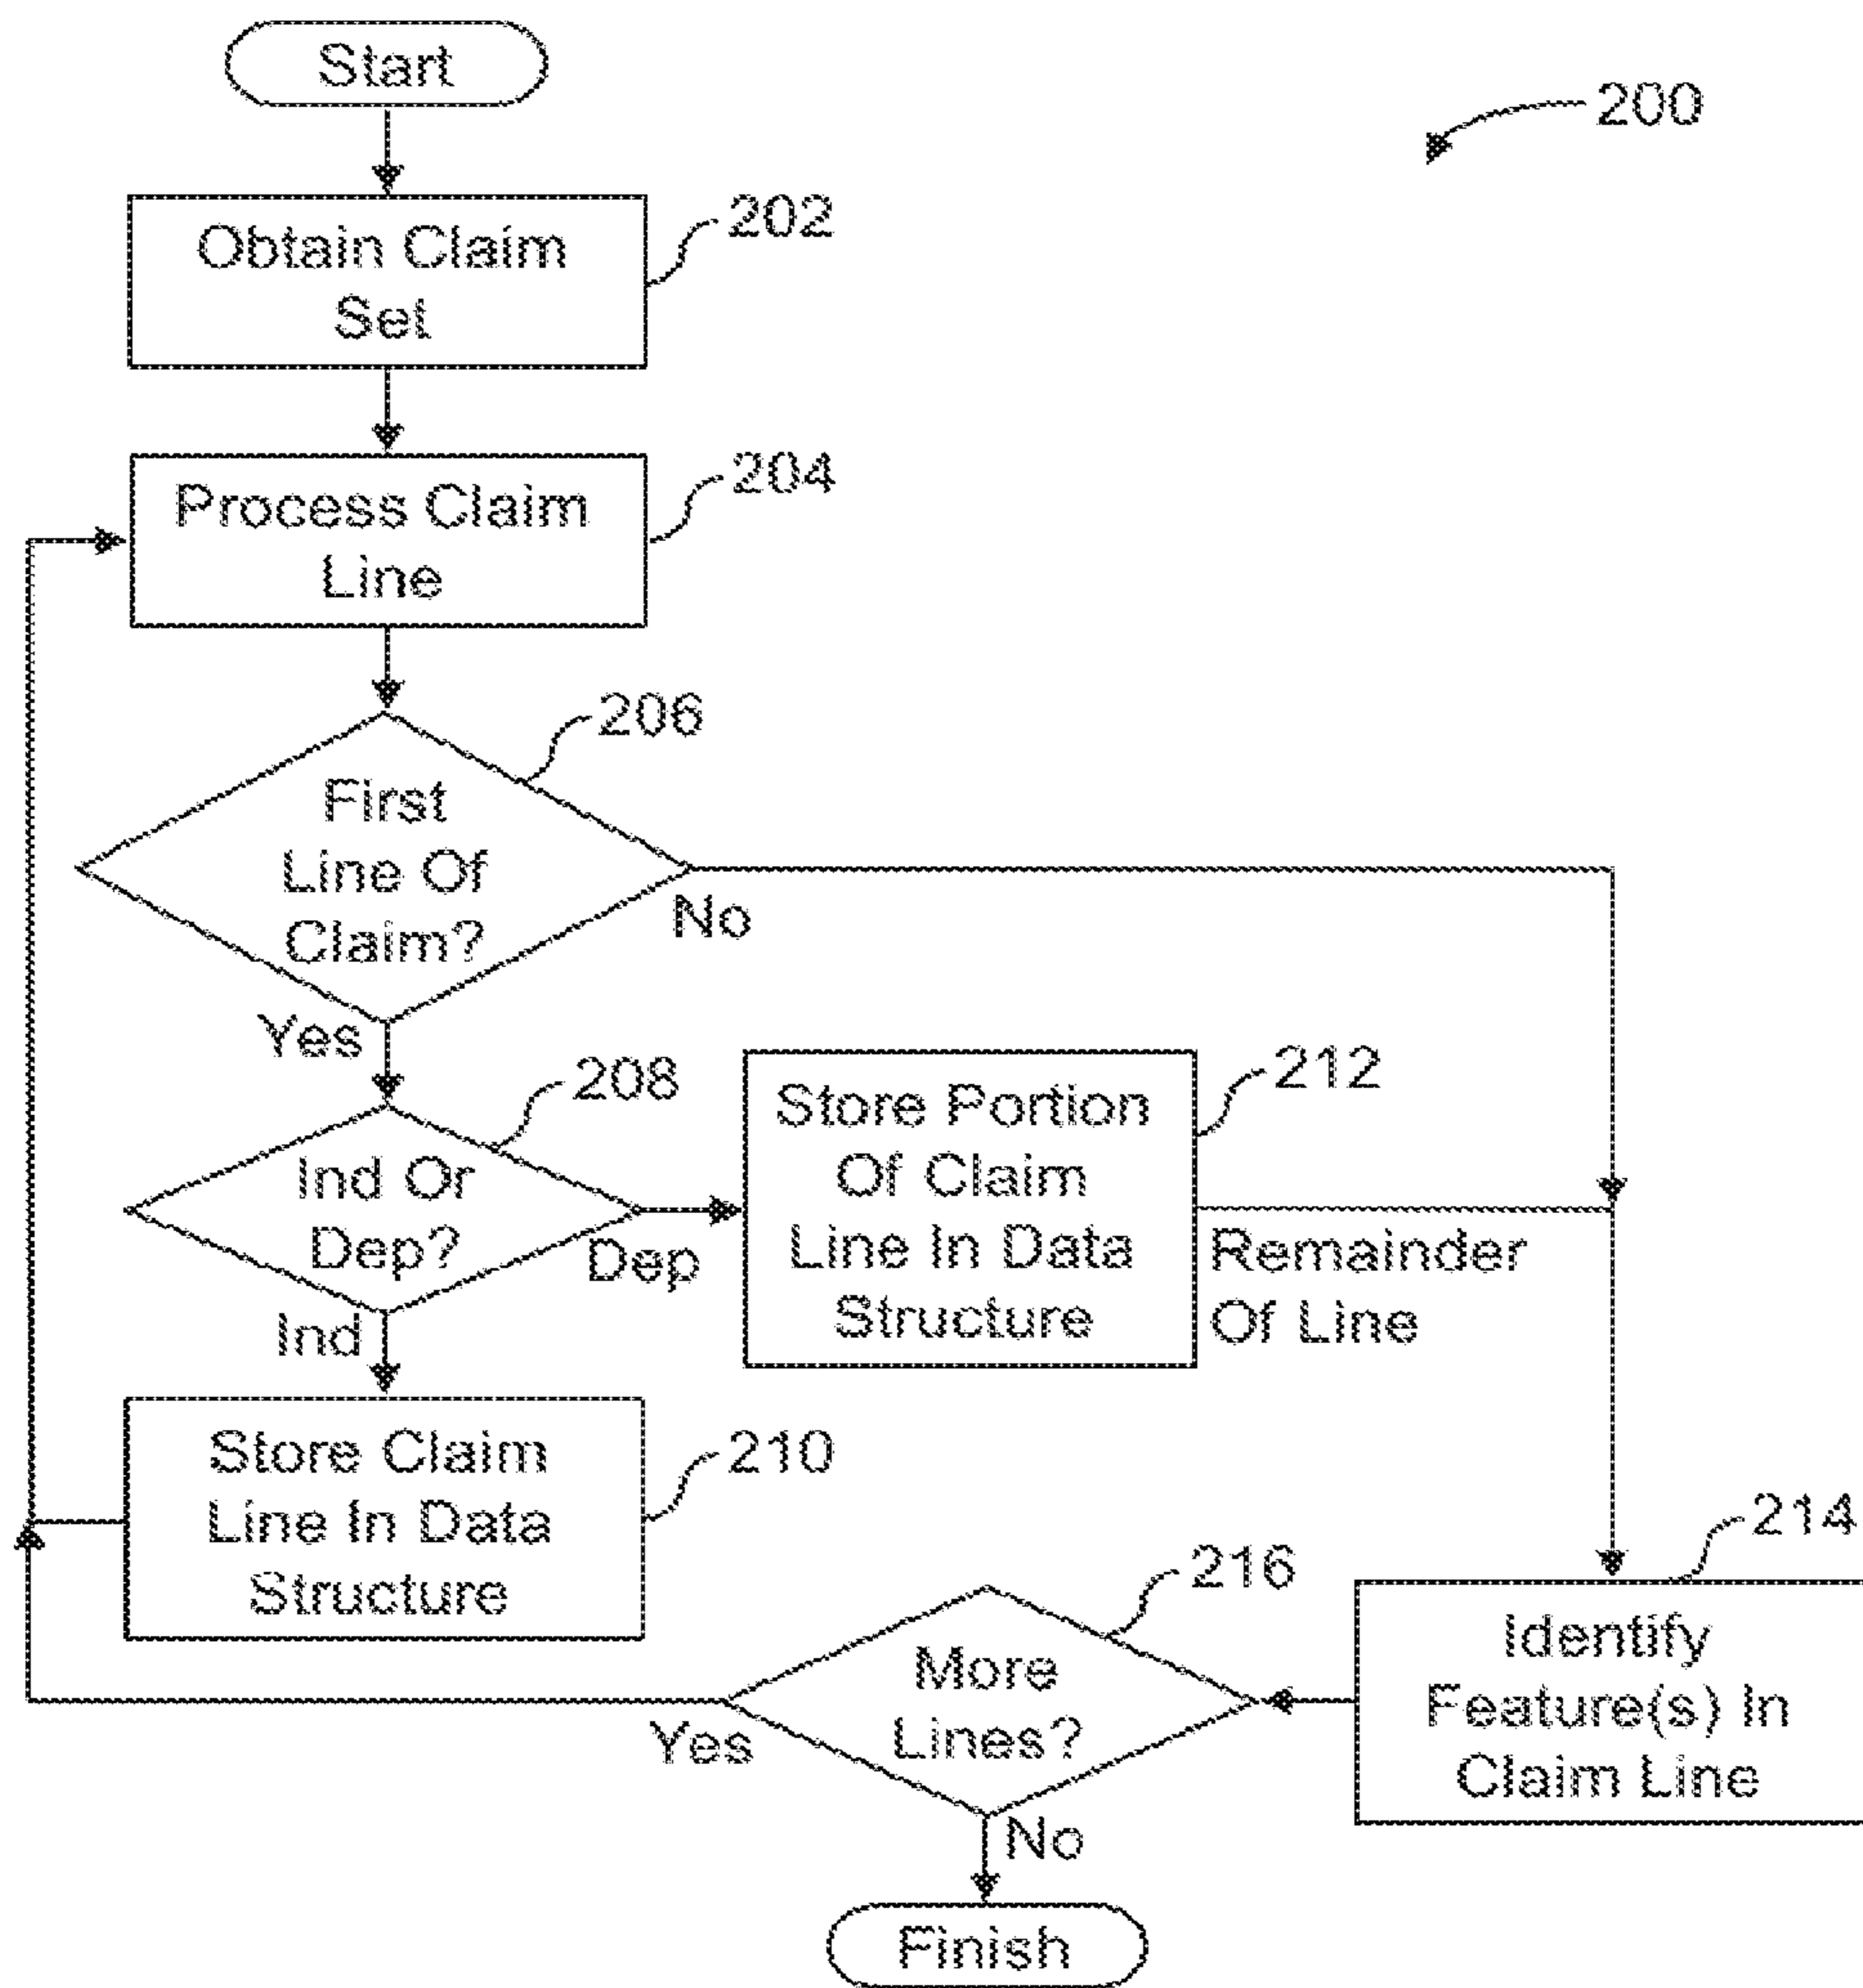 Start
200
Obtain Claim
Set
202
Process Claim
Line
204
First
Line Of
Claim?
206
No
Yes
Ind Or
Dep?
208
Dep
Ind
Store Portion
Of Claim
Line In Data
Structure
212
Remainder
Of Line
Store Claim
Line In Data
Structure
210
Identify
Feature(s) In
Claim Line
214
More
Lines?
216
Yes
No
Finish